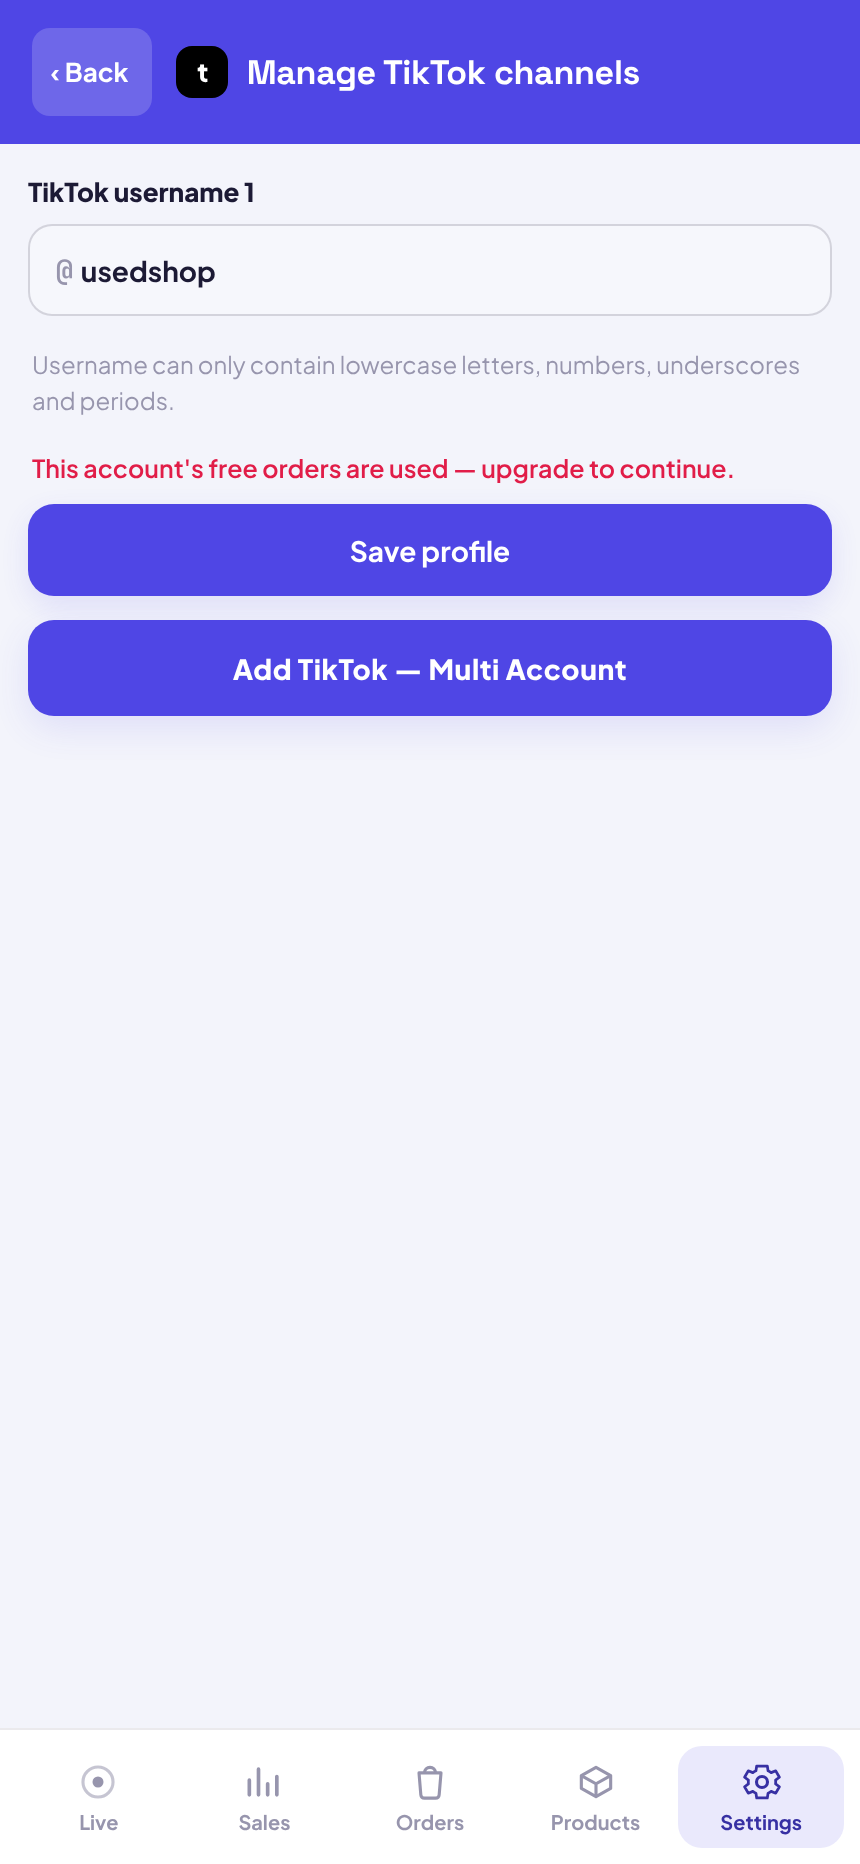 ‹ Back
t
Manage TikTok channels
TikTok username 1
@ usedshop
Username can only contain lowercase letters, numbers, underscores
and periods.
This account's free orders are used — upgrade to continue.
Save profile
Add TikTok — Multi Account
Live
Sales
Orders
Products
Settings